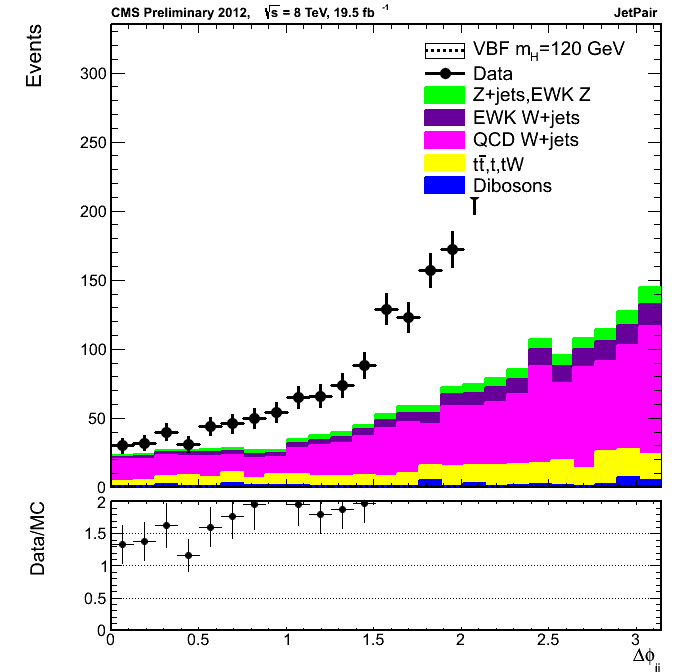 CMS Preliminary 2012, √s = 8 TeV, 19.5 fb⁻¹ JetPair
Events
VBF m_H=120 GeV
Data
Z+jets,EWK Z
EWK W+jets
QCD W+jets
tt̄,t,tW
Dibosons
300
250
200
150
100
50
0
Data/MC
2
1.5
1
0.5
0
0 0.5 1 1.5 2 2.5 3
Δϕ_jj